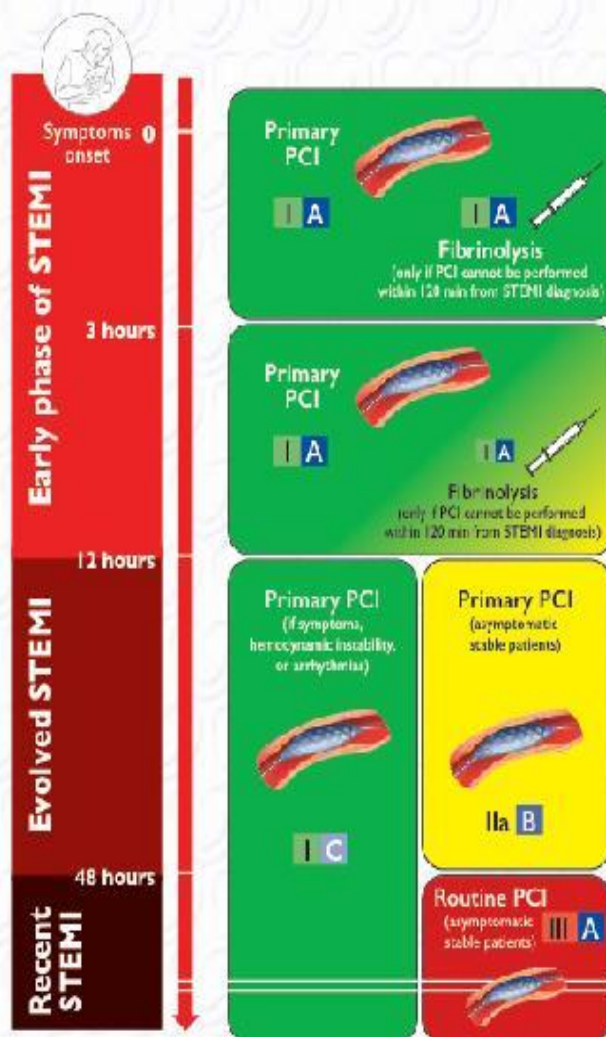 Early phase of STEMI
Evolved STEMI
Recent
STEMI
Symptoms 0
onset
3 hours
12 hours
48 hours
Primary
PCI
I A
I A
Fibrinolysis
(only if PCI cannot be performed
within 120 min from STEMI diagnosis)
Primary
PCI
I A
I A
Fibrinolysis
(only if PCI cannot be performed
within 120 min from STEMI diagnosis)
Primary PCI
(if symptoms,
hemodynamic instability,
or arrhythmias)
I C
Primary PCI
(asymptomatic
stable patients)
IIa B
Routine PCI
(asymptomatic
stable patients)
III A